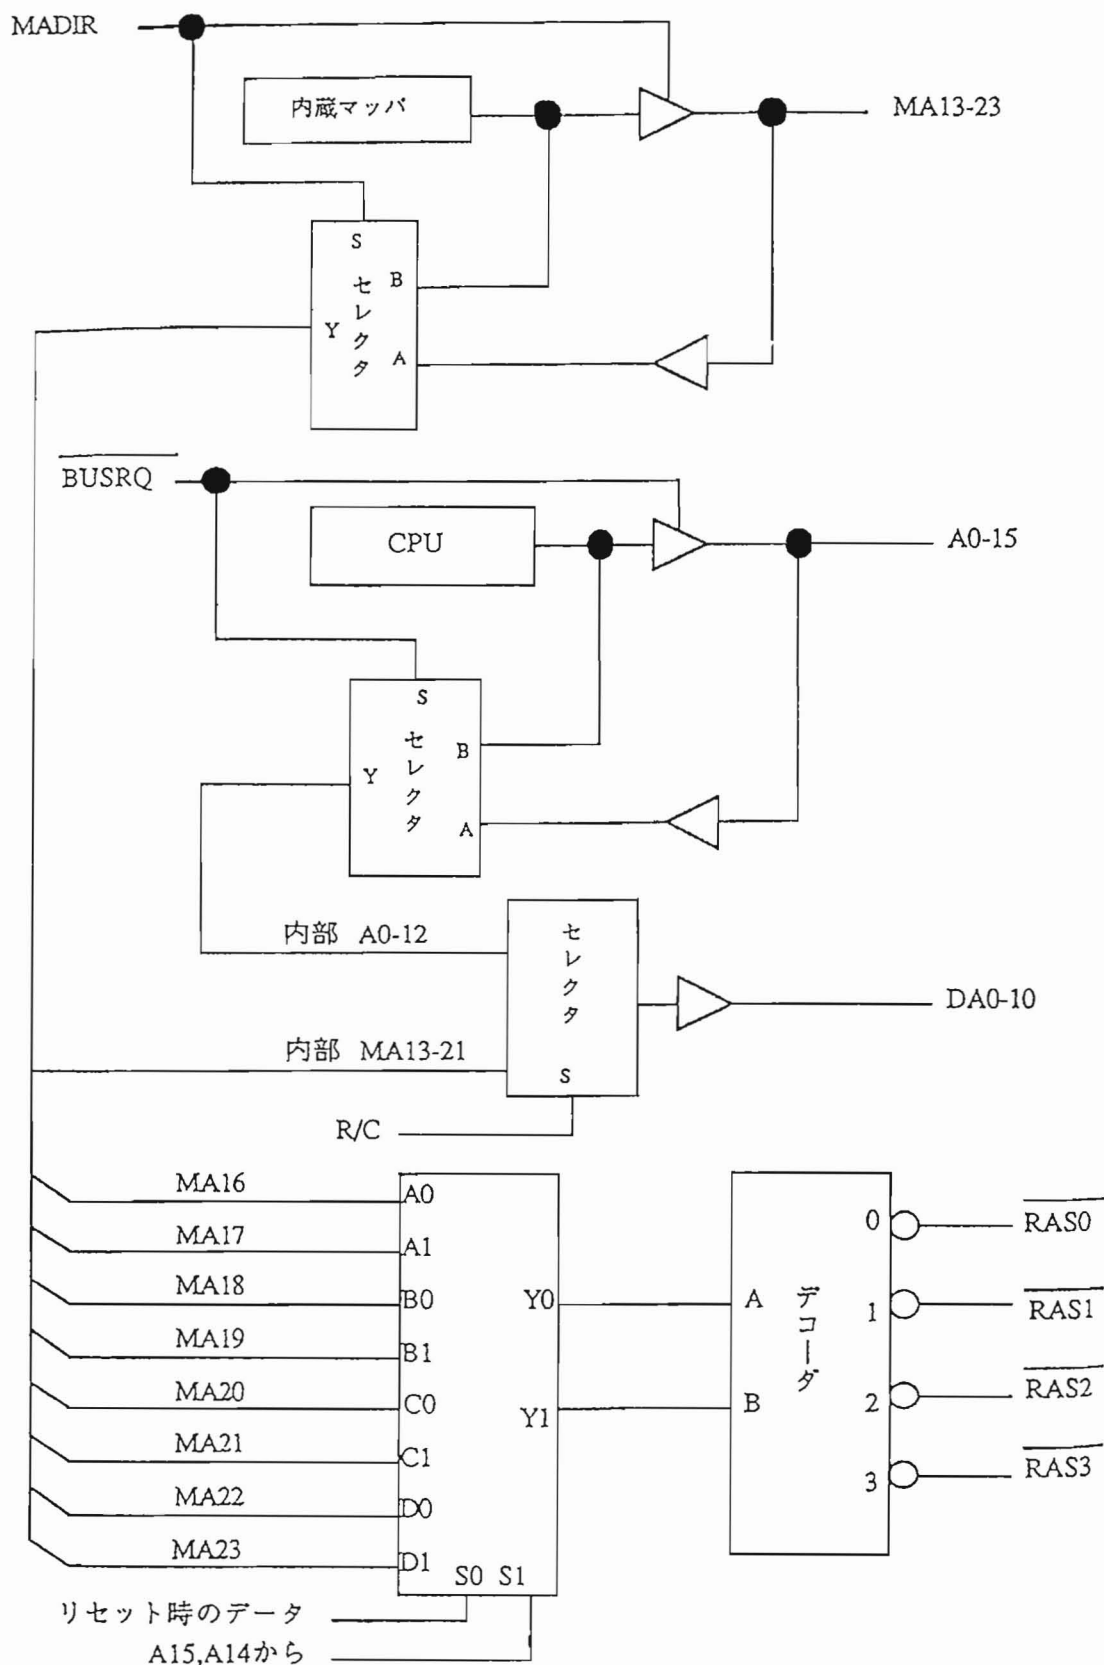 MADIR
内蔵マッパ
MA13-23
S
セレクタ
B
Y
A
BUSRQ
CPU
A0-15
S
セレクタ
B
Y
A
内部 A0-12
セレクタ
DA0-10
内部 MA13-21
S
R/C
MA16
A0
MA17
A1
MA18
B0
MA19
B1
MA20
C0
MA21
C1
MA22
D0
MA23
D1
Y0
Y1
S0 S1
A
B
デコーダ
0
1
2
3
RAS0
RAS1
RAS2
RAS3
リセット時のデータ
A15,A14から